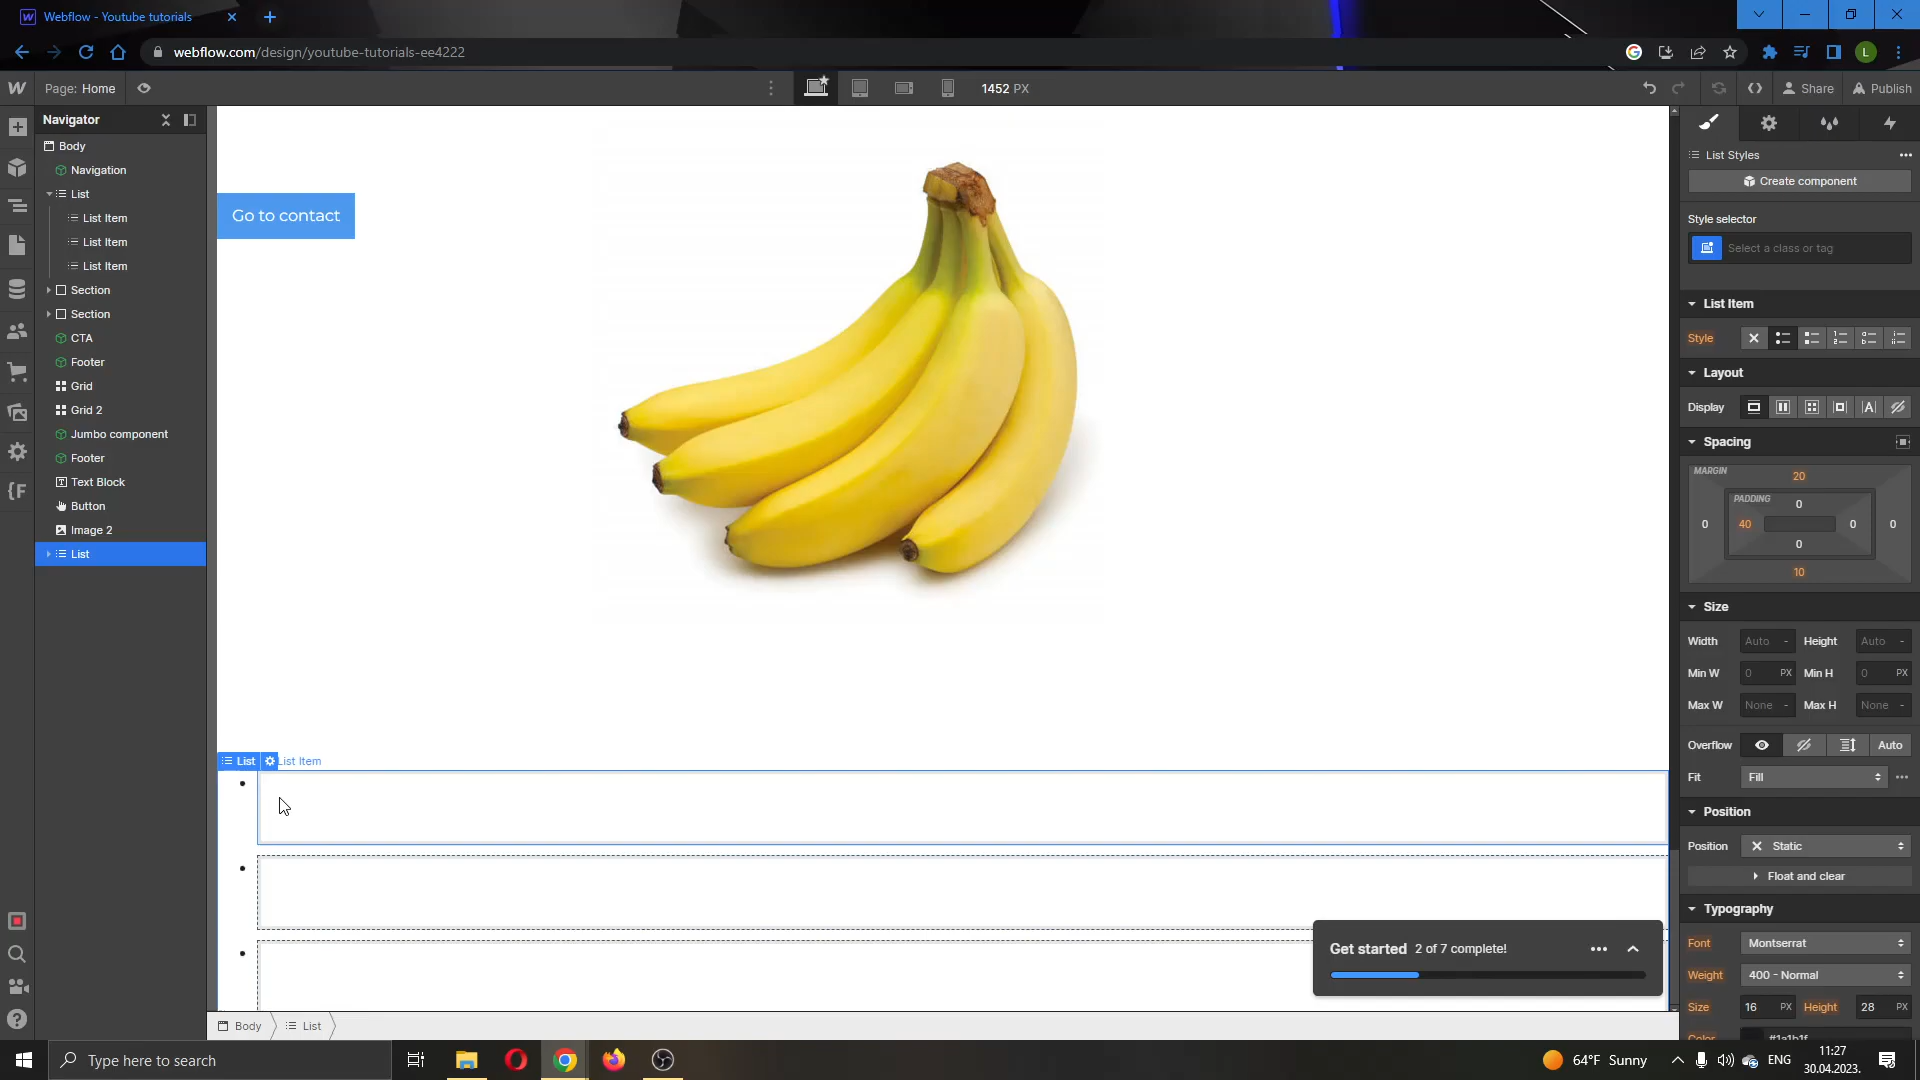 Webflow - Youtube tutorials
webflow.com/design/youtube-tutorials-ee4222
L
Page: Home
1452 PX
Share
Publish
Navigator
Body
Navigation
List
List Item
List Item
List Item
Section
Section
CTA
Footer
Grid
Grid 2
Jumbo component
Footer
Text Block
Button
Image 2
List
Go to contact
List
List Item
Get started 2 of 7 complete!
Body
List
List Styles
Create component
Style selector
Select a class or tag
List Item
Style
Layout
Display
Spacing
MARGIN
20
PADDING
0
0
40
0
0
0
10
Size
Width Auto - Height Auto -
Min W 0 PX Min H 0 PX
Max W None - Max H None -
Overflow Auto
Fit Fill
Position
Position Static
Float and clear
Typography
Font Montserrat
Weight 400 - Normal
Size 16 PX Height 28 PX
Color #1a1b1f
Type here to search
64°F Sunny
ENG
11:27
30.04.2023.